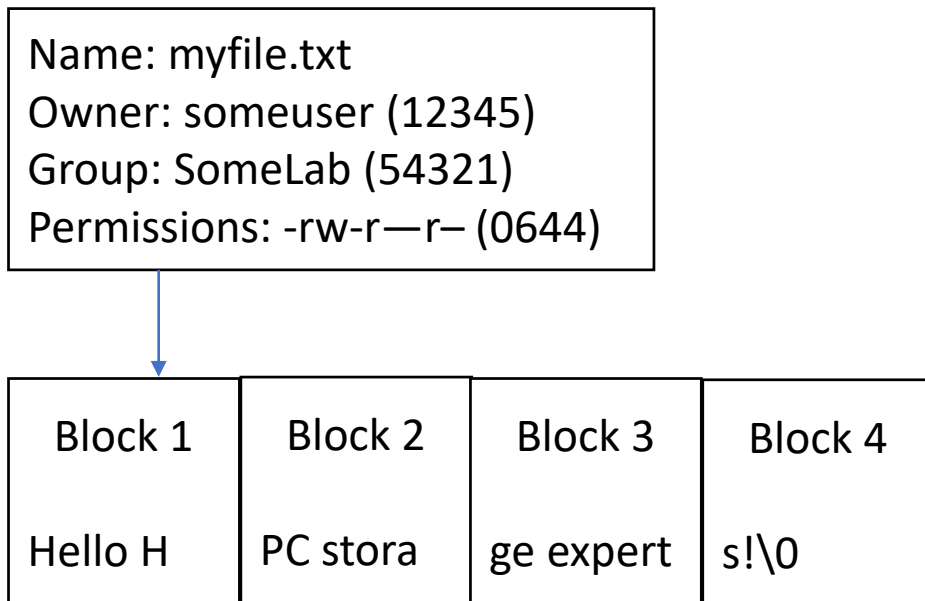 Name: myfile.txt
Owner: someuser (12345)
Group: SomeLab (54321)
Permissions: -rw-r—r– (0644)
Block 1
Block 2
Block 3
Block 4
Hello H
PC stora
ge expert
s!\0